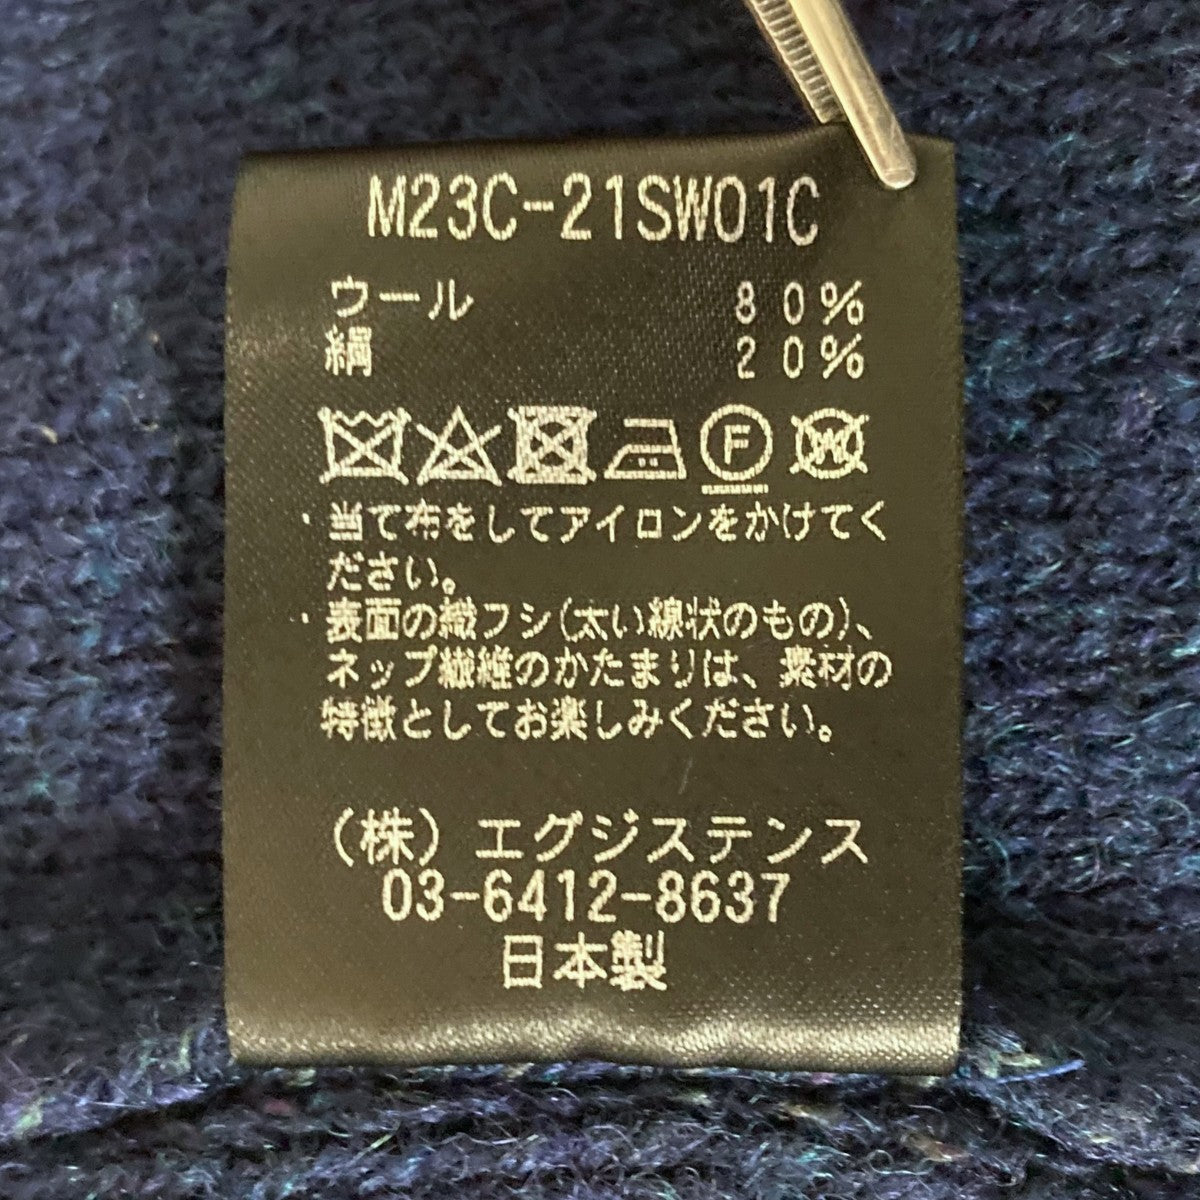 M23C-21SW01C
ウール 80%
絹 20%
F W
当て布をしてアイロンをかけてく
ださい。
表面の織フシ(太い線状のもの)、
ネップ繊維のかたまりは、素材の
特徴としてお楽しみください。
(株)エグジステンス
03-6412-8637
日本製